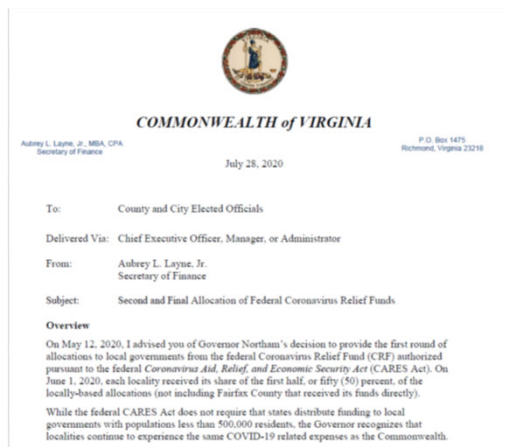 COMMONWEALTH of VIRGINIA
Aubrey L. Layne, Jr., MBA, CPA
Secretary of Finance
P.O. Box 1475
Richmond, Virginia 23218
July 28, 2020
To: County and City Elected Officials
Delivered Via: Chief Executive Officer, Manager, or Administrator
From: Aubrey L. Layne, Jr.
Secretary of Finance
Subject: Second and Final Allocation of Federal Coronavirus Relief Funds
Overview
On May 12, 2020, I advised you of Governor Northam's decision to provide the first round of
allocations to local governments from the federal Coronavirus Relief Fund (CRF) authorized
pursuant to the federal Coronavirus Aid, Relief, and Economic Security Act (CARES Act). On
June 1, 2020, each locality received its share of the first half, or fifty (50) percent, of the
locally-based allocations (not including Fairfax County that received its funds directly).
While the federal CARES Act does not require that states distribute funding to local
governments with populations less than 500,000 residents, the Governor recognizes that
localities continue to experience the same COVID-19 related expenses as the Commonwealth.